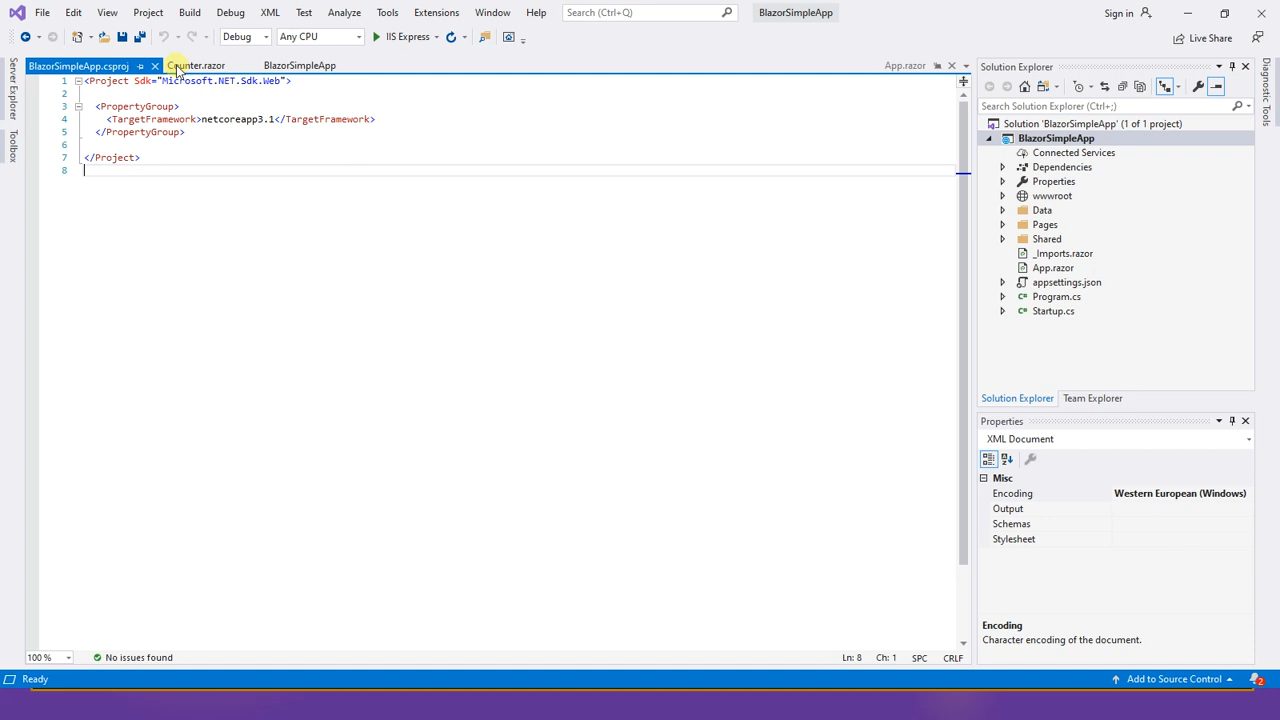 File Edit View Project Build Debug XML Test Analyze Tools Extensions Window Help Search (Ctrl+Q) BlazorSimpleApp Sign in
Debug Any CPU IIS Express Live Share
BlazorSimpleApp.csproj Counter.razor BlazorSimpleApp App.razor
Server Explorer
Toolbox
1 <Project Sdk="Microsoft.NET.Sdk.Web">
2
3 <PropertyGroup>
4 <TargetFramework>netcoreapp3.1</TargetFramework>
5 </PropertyGroup>
6
7 </Project>
8
Solution Explorer
Search Solution Explorer (Ctrl+;)
Solution 'BlazorSimpleApp' (1 of 1 project)
BlazorSimpleApp
Connected Services
Dependencies
Properties
wwwroot
Data
Pages
Shared
_Imports.razor
App.razor
appsettings.json
Program.cs
Startup.cs
Solution Explorer Team Explorer
Properties
XML Document
Misc
Encoding Western European (Windows)
Output
Schemas
Stylesheet
Encoding
Character encoding of the document.
Diagnostic Tools
100 % No issues found Ln: 8 Ch: 1 SPC CRLF
Ready Add to Source Control 2